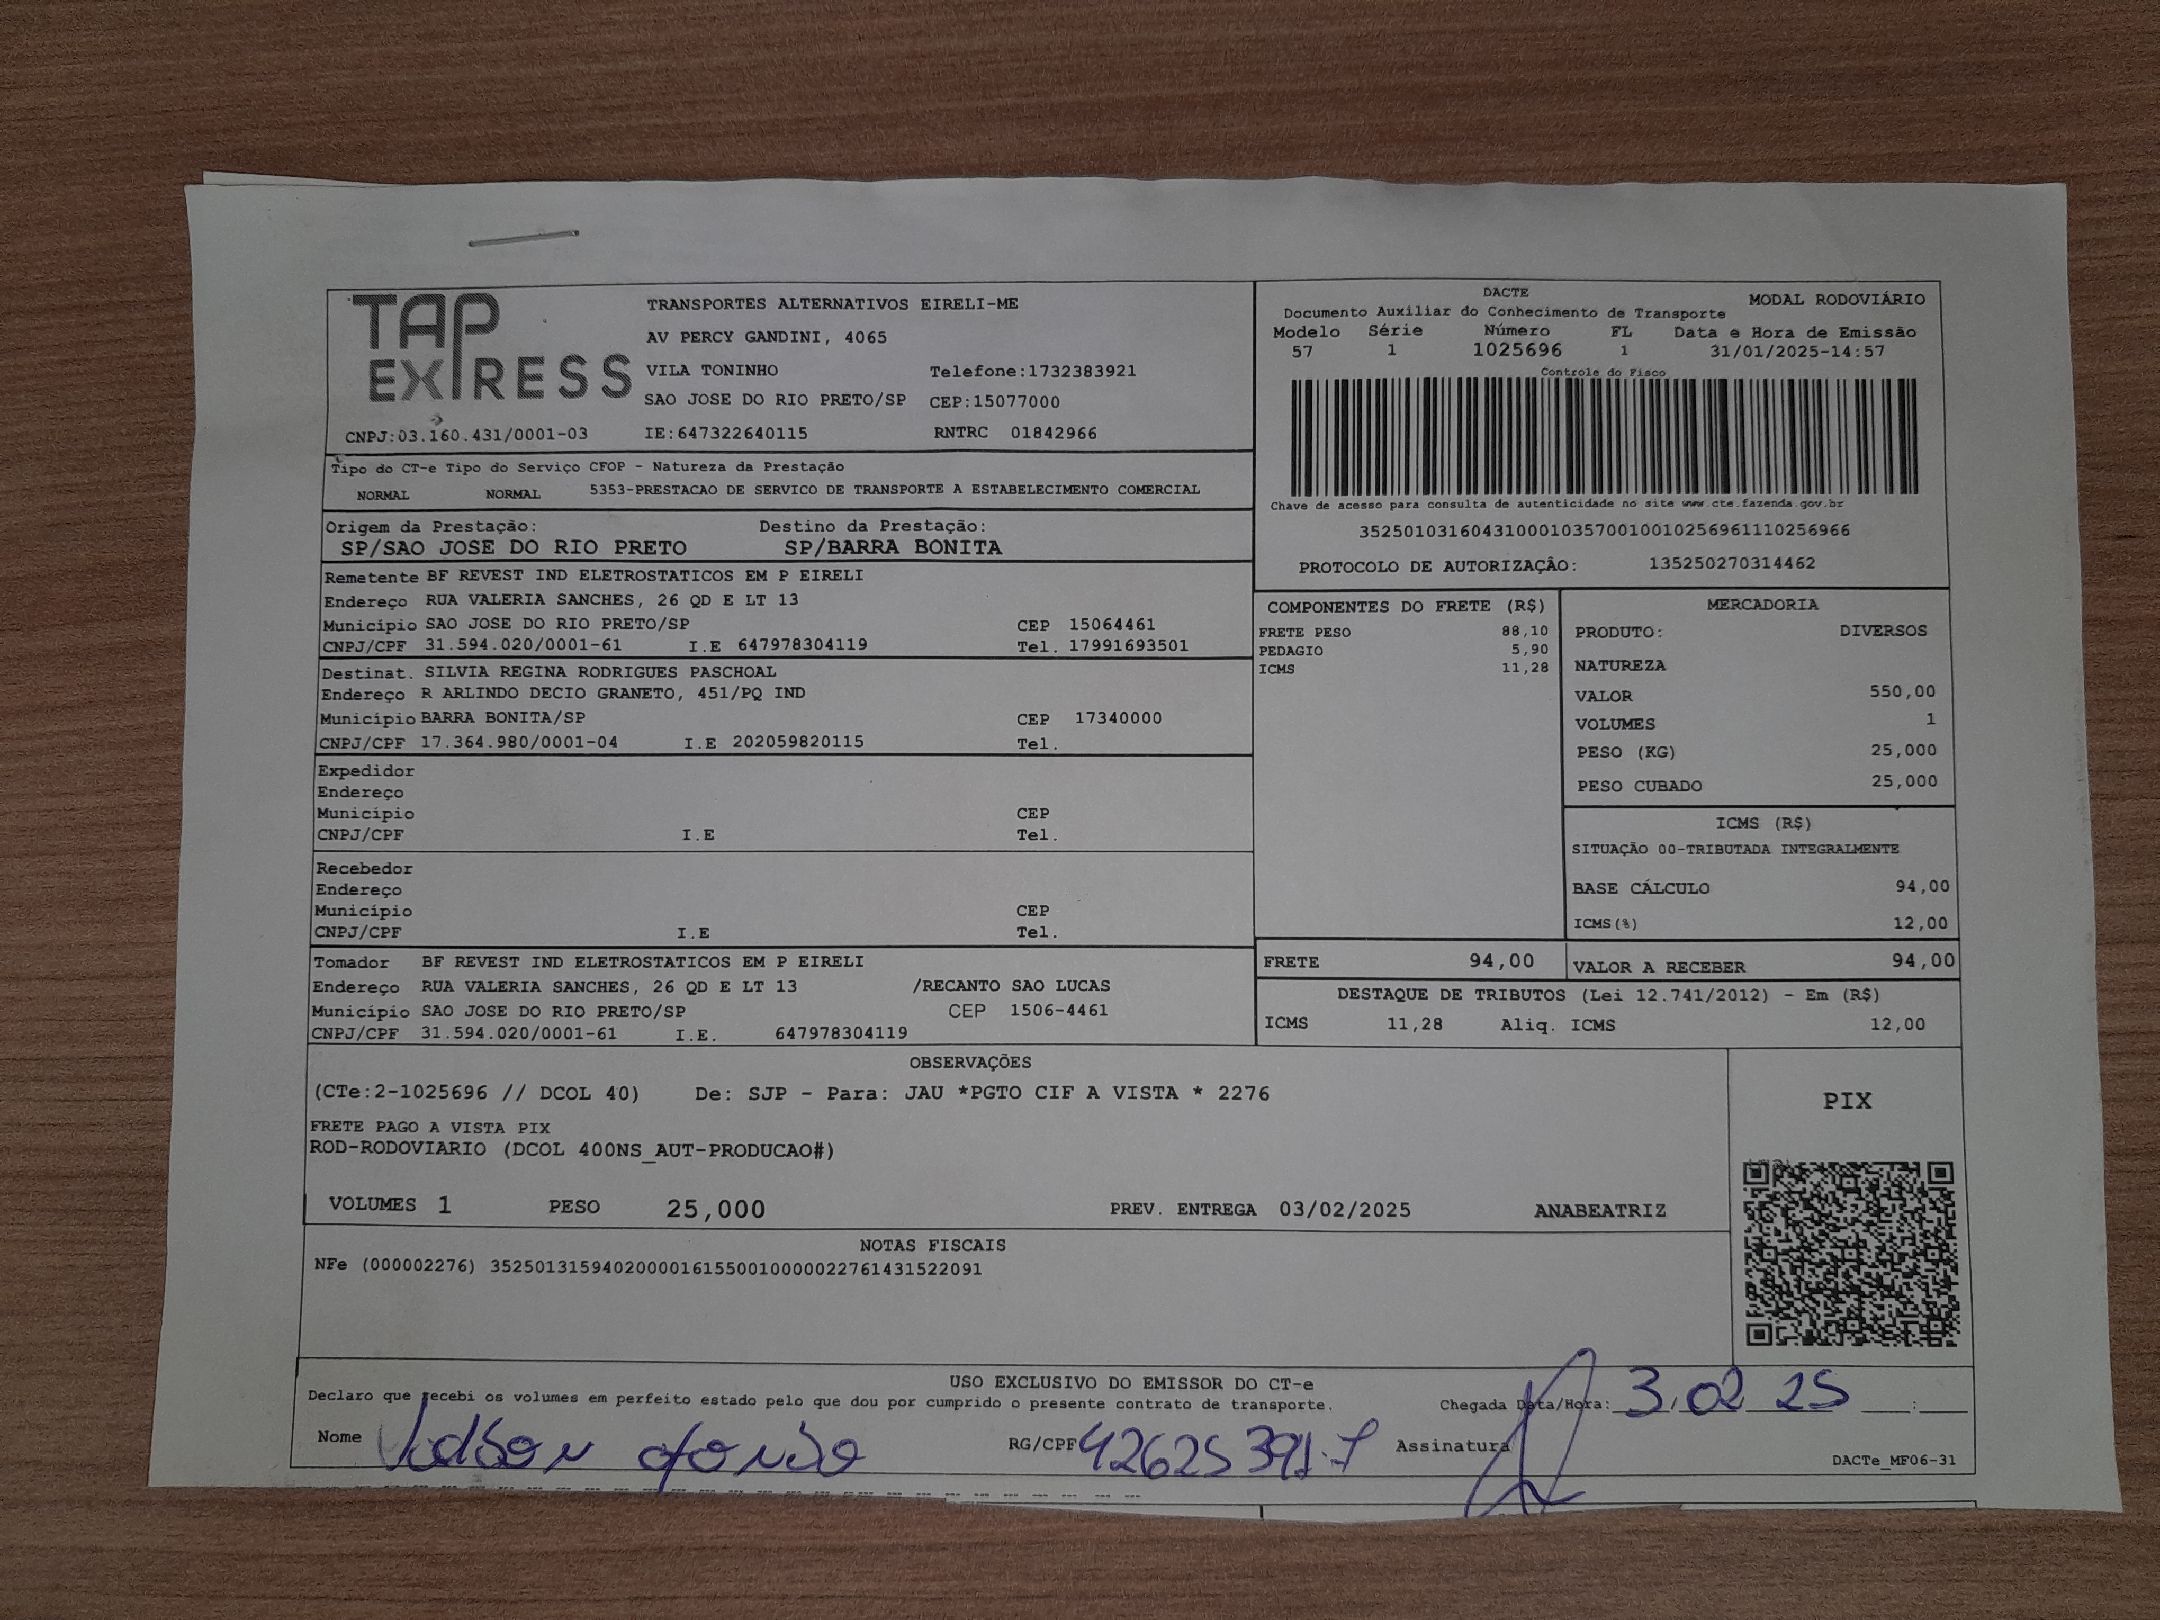 TAP
EXPRESS
TRANSPORTES ALTERNATIVOS EIRELI-ME
AV PERCY GANDINI, 4065
VILA TONINHO Telefone:1732383921
SAO JOSE DO RIO PRETO/SP CEP:15077000
CNPJ:03.160.431/0001-03 IE:647322640115 RNTRC 01842966
DACTE MODAL RODOVIÁRIO
Documento Auxiliar do Conhecimento de Transporte
Modelo Série Número FL Data e Hora de Emissão
57 1 1025696 1 31/01/2025-14:57
Controle do Fisco
Chave de acesso para consulta de autenticidade no site www.cte.fazenda.gov.br
35250103160431000103570010010256961110256966
PROTOCOLO DE AUTORIZAÇÂO: 135250270314462
Tipo do CT-e Tipo do Serviço CFOP - Natureza da Prestação
NORMAL NORMAL 5353-PRESTACAO DE SERVICO DE TRANSPORTE A ESTABELECIMENTO COMERCIAL
Origem da Prestação: Destino da Prestação:
SP/SAO JOSE DO RIO PRETO SP/BARRA BONITA
Remetente BF REVEST IND ELETROSTATICOS EM P EIRELI
Endereço RUA VALERIA SANCHES, 26 QD E LT 13
Município SAO JOSE DO RIO PRETO/SP CEP 15064461
CNPJ/CPF 31.594.020/0001-61 I.E 647978304119 Tel. 17991693501
Destinat. SILVIA REGINA RODRIGUES PASCHOAL
Endereço R ARLINDO DECIO GRANETO, 451/PQ IND
Município BARRA BONITA/SP CEP 17340000
CNPJ/CPF 17.364.980/0001-04 I.E 202059820115 Tel.
Expedidor
Endereço
Município CEP
CNPJ/CPF I.E Tel.
Recebedor
Endereço
Município CEP
CNPJ/CPF I.E Tel.
Tomador BF REVEST IND ELETROSTATICOS EM P EIRELI
Endereço RUA VALERIA SANCHES, 26 QD E LT 13 /RECANTO SAO LUCAS
Município SAO JOSE DO RIO PRETO/SP CEP 1506-4461
CNPJ/CPF 31.594.020/0001-61 I.E. 647978304119
COMPONENTES DO FRETE (R$)
FRETE PESO 88,10
PEDAGIO 5,90
ICMS 11,28
MERCADORIA
PRODUTO: DIVERSOS
NATUREZA
VALOR 550,00
VOLUMES 1
PESO (KG) 25,000
PESO CUBADO 25,000
ICMS (R$)
SITUAÇÃO 00-TRIBUTADA INTEGRALMENTE
BASE CÁLCULO 94,00
ICMS(%) 12,00
FRETE 94,00 VALOR A RECEBER 94,00
DESTAQUE DE TRIBUTOS (Lei 12.741/2012) - Em (R$)
ICMS 11,28 Aliq. ICMS 12,00
OBSERVAÇÕES
(CTe:2-1025696 // DCOL 40) De: SJP - Para: JAU *PGTO CIF A VISTA * 2276
FRETE PAGO A VISTA PIX
ROD-RODOVIARIO (DCOL 400NS_AUT-PRODUCAO#)
VOLUMES 1 PESO 25,000 PREV. ENTREGA 03/02/2025 ANABEATRIZ
PIX
NOTAS FISCAIS
NFe (000002276) 35250131594020000161550010000022761431522091
USO EXCLUSIVO DO EMISSOR DO CT-e
Declaro que recebi os volumes em perfeito estado pelo que dou por cumprido o presente contrato de transporte. Chegada Data/Hora: 3.02 25 :
Nome RG/CPF 42625391-7 Assinatura
DACTe_MF06-31